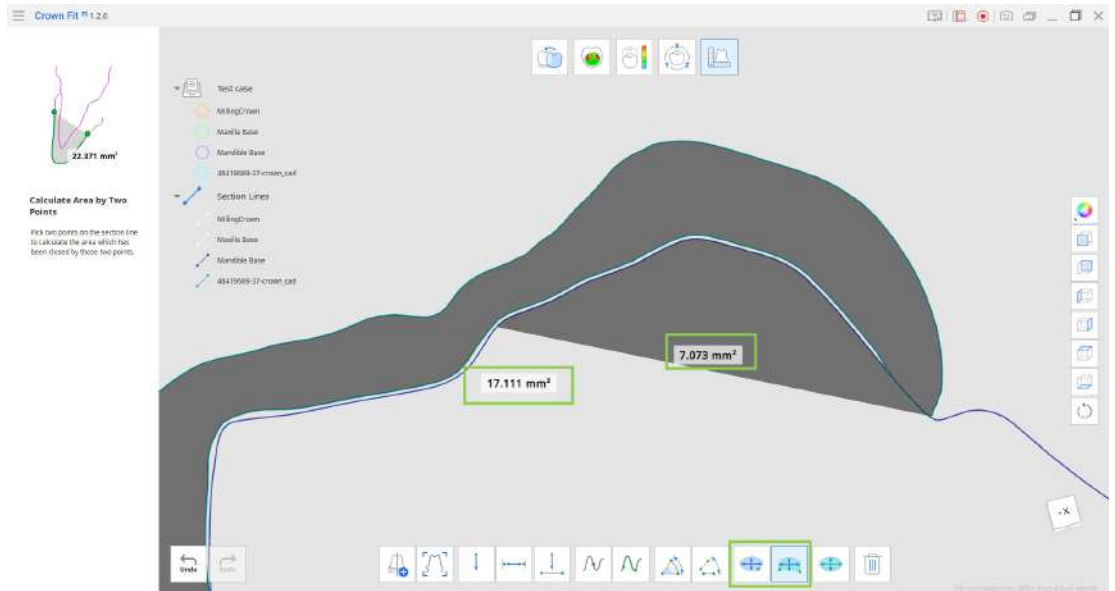 Crown Fit 1.2.0
22.371 mm²
Calculate Area by Two
Points
Pick two points on the section line
to calculate the area which has
been closed by those two points.
Test case
MillingCrown
Maxilla Base
Mandible Base
48419689-37-crown_cad
Section Lines
MillingCrown
Maxilla Base
Mandible Base
48419689-37-crown_cad
7.073 mm²
17.111 mm²
-X
Undo